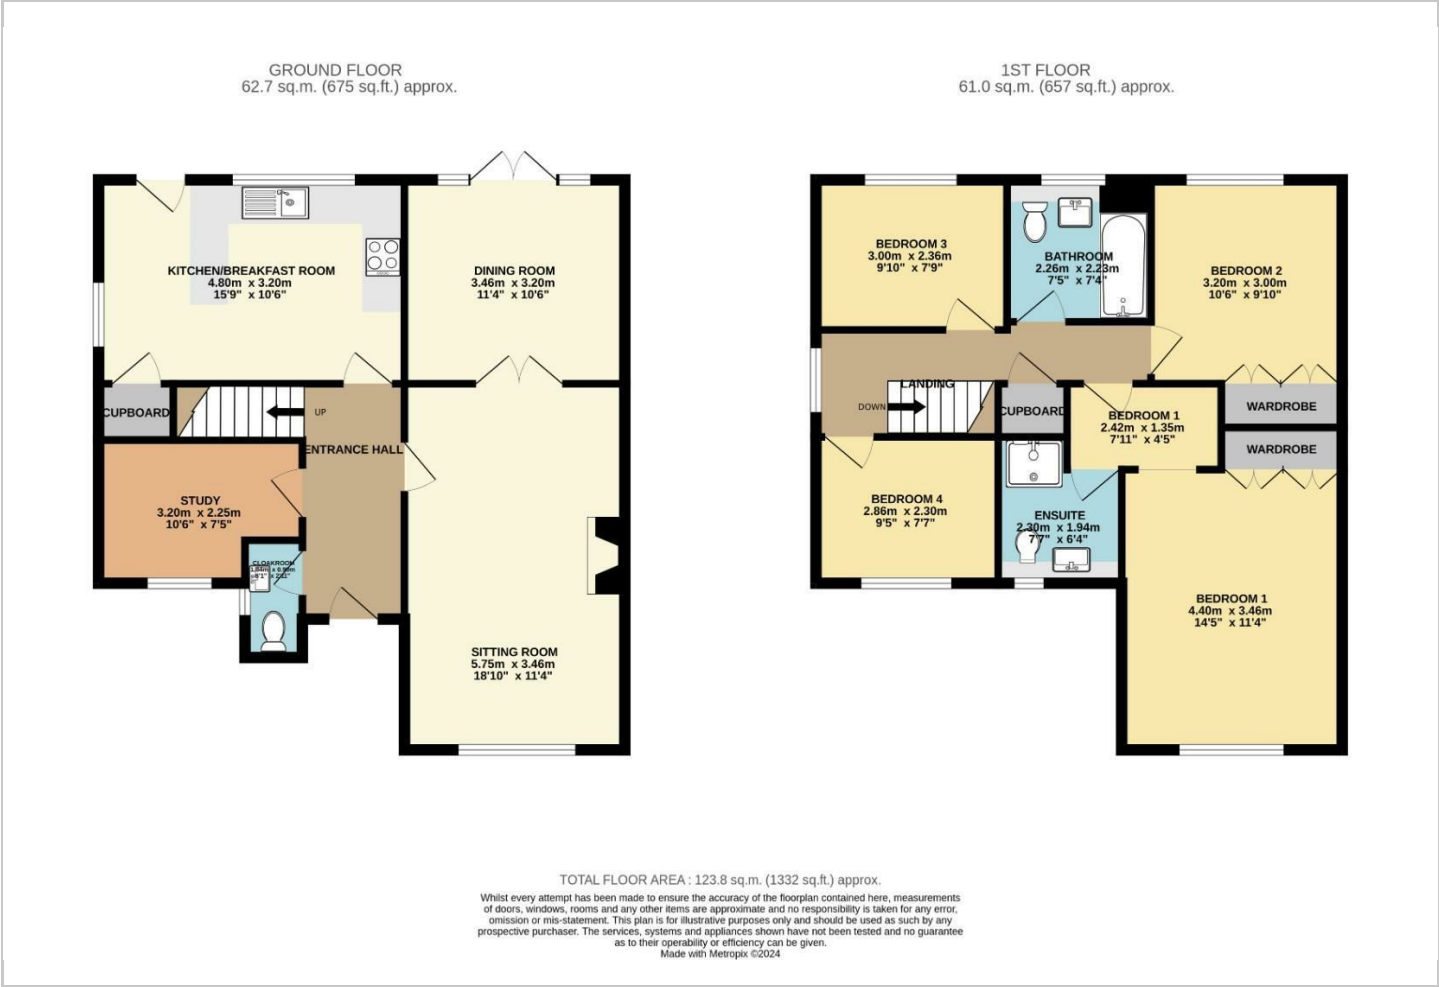 GROUND FLOOR
62.7 sq.m. (675 sq.ft.) approx.
1ST FLOOR
61.0 sq.m. (657 sq.ft.) approx.
KITCHEN/BREAKFAST ROOM
4.80m x 3.20m
15'9" x 10'6"
DINING ROOM
3.46m x 3.20m
11'4" x 10'6"
CUPBOARD
UP
ENTRANCE HALL
STUDY
3.20m x 2.25m
10'6" x 7'5"
CLOAKROOM
SITTING ROOM
5.75m x 3.46m
18'10" x 11'4"
BEDROOM 3
3.00m x 2.36m
9'10" x 7'9"
BATHROOM
2.26m x 2.23m
7'5" x 7'4"
BEDROOM 2
3.20m x 3.00m
10'6" x 9'10"
LANDING
DOWN
CUPBOARD
BEDROOM 1
2.42m x 1.35m
7'11" x 4'5"
WARDROBE
WARDROBE
BEDROOM 4
2.86m x 2.30m
9'5" x 7'7"
ENSUITE
2.30m x 1.94m
7'7" x 6'4"
BEDROOM 1
4.40m x 3.46m
14'5" x 11'4"
TOTAL FLOOR AREA : 123.8 sq.m. (1332 sq.ft.) approx.
Whilst every attempt has been made to ensure the accuracy of the floorplan contained here, measurements
of doors, windows, rooms and any other items are approximate and no responsibility is taken for any error,
omission or mis-statement. This plan is for illustrative purposes only and should be used as such by any
prospective purchaser. The services, systems and appliances shown have not been tested and no guarantee
as to their operability or efficiency can be given.
Made with Metropix ©2024